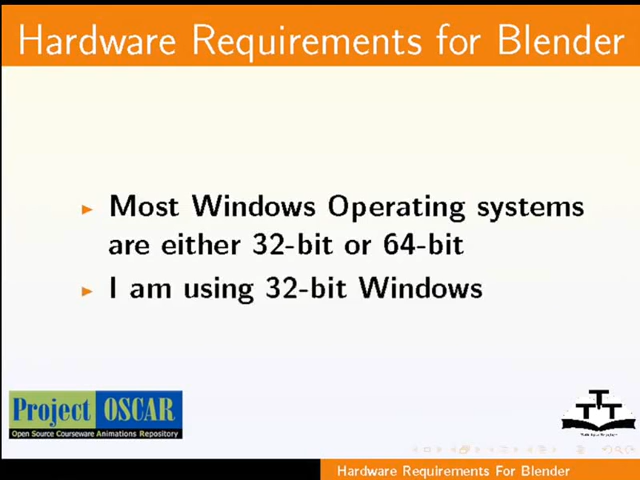 Hardware Requirements for Blender
Most Windows Operating systems
are either 32-bit or 64-bit
I am using 32-bit Windows
Project OSCAR
Open Source Courseware Animations Repository
TTT
Hardware Requirements For Blender